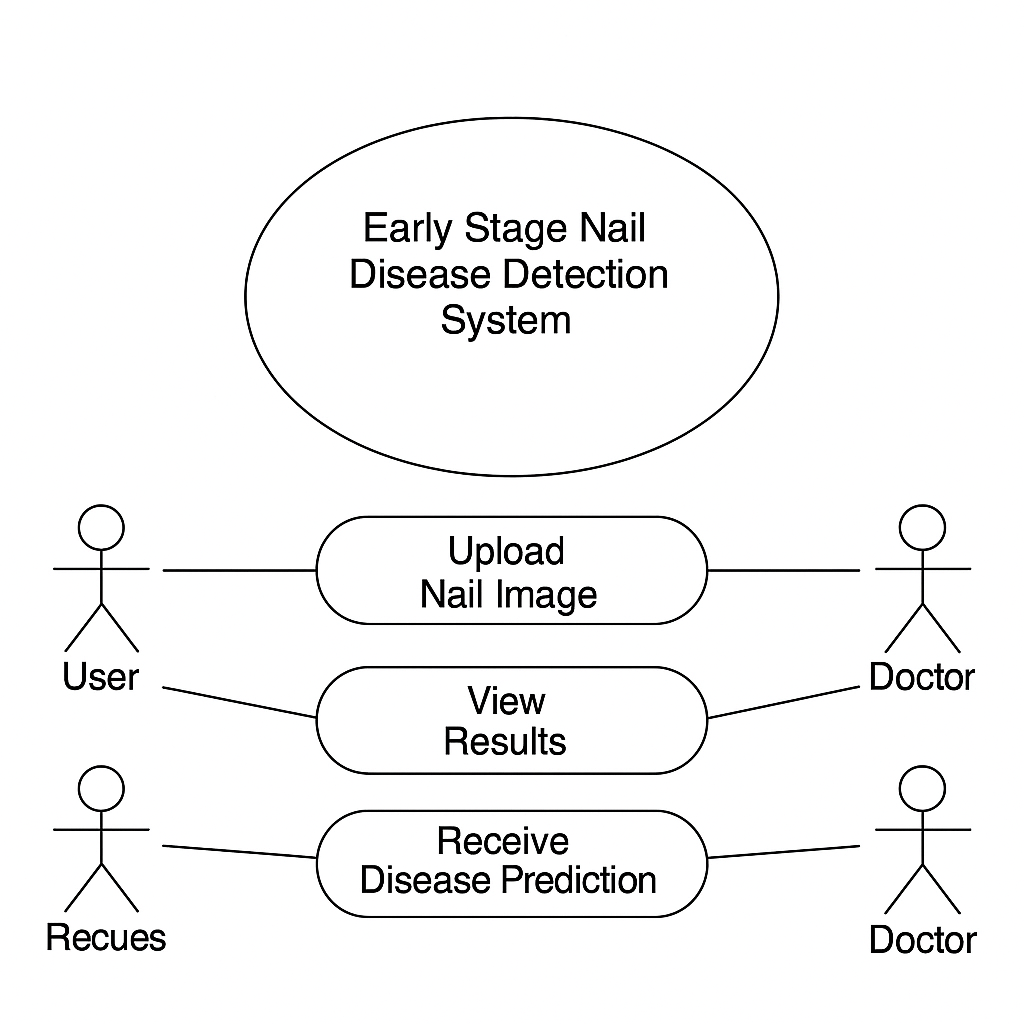 Early Stage Nail
Disease Detection
System
Upload
Nail Image
User
Doctor
View
Results
Receive
Disease Prediction
Recues
Doctor